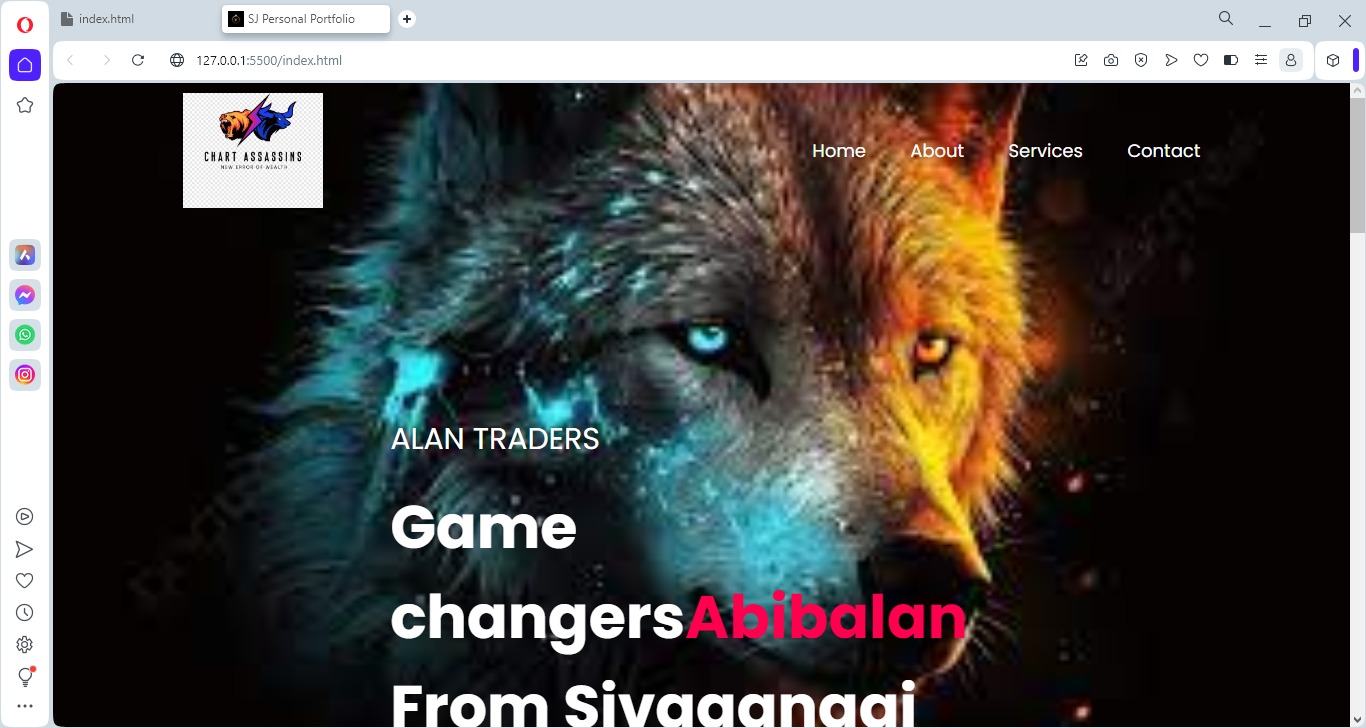 index.html
SJ Personal Portfolio
127.0.0.1:5500/index.html
CHART ASSASSINS
NEW ERROR OF WEALTH
Home About Services Contact
ALAN TRADERS
Game
changersAbibalan
From Sivagangai